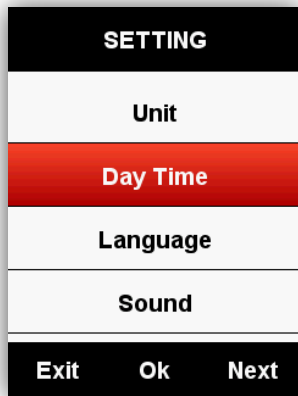 SETTING
Unit
Day Time
Language
Sound
Exit Ok Next